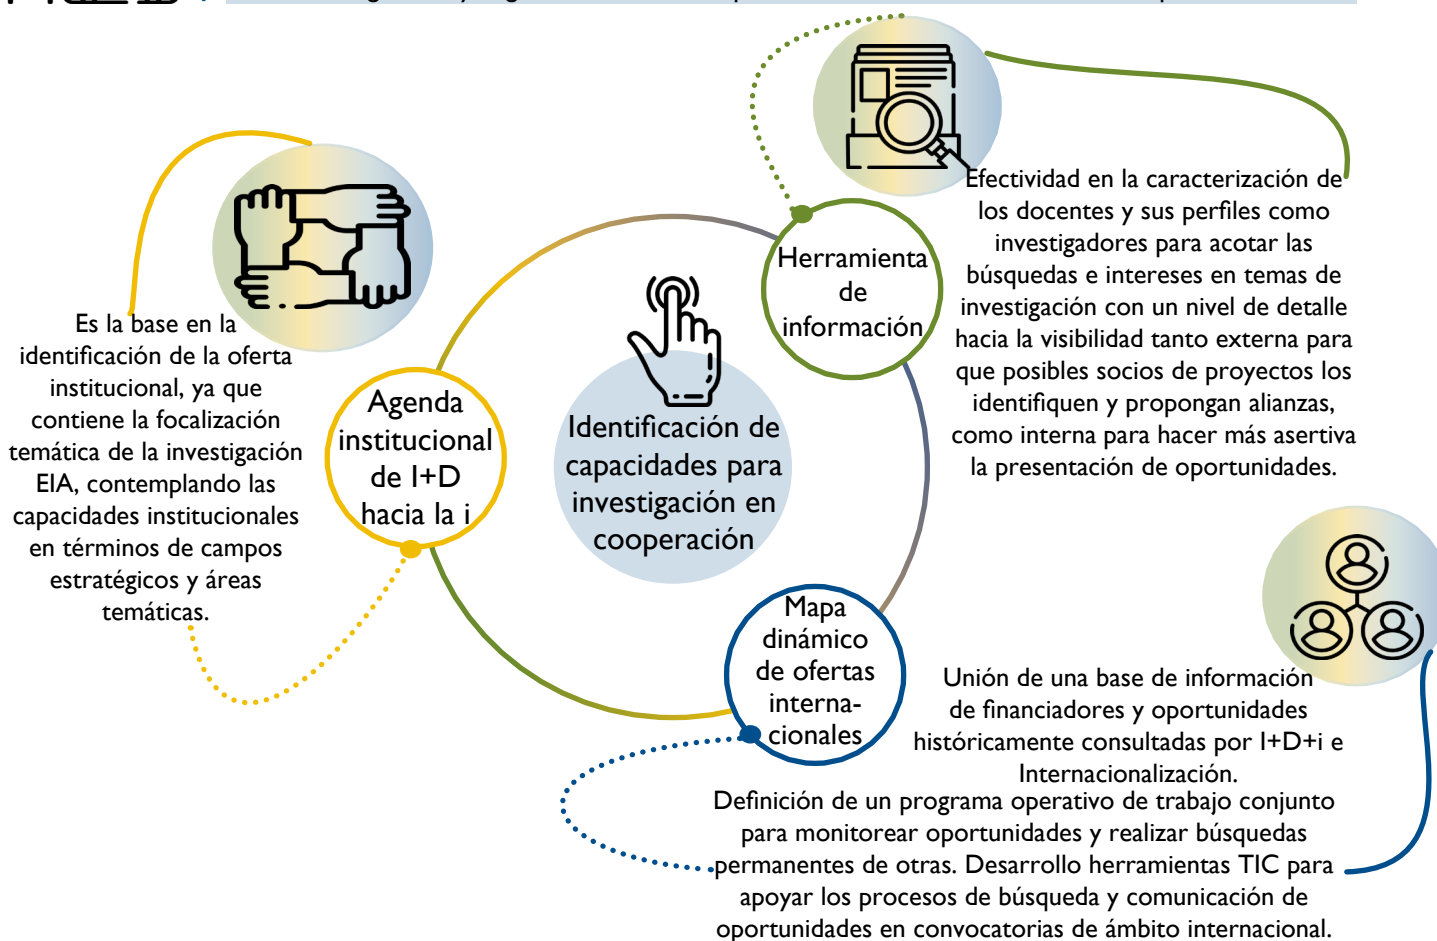 Es la base en la
identificación de la oferta
institucional, ya que
contiene la focalización
temática de la investigación
EIA, contemplando las
capacidades institucionales
en términos de campos
estratégicos y áreas
temáticas.
Agenda
institucional
de I+D
hacia la i
Identificación de
capacidades para
investigación en
cooperación
Herramienta
de
información
Efectividad en la caracterización de
los docentes y sus perfiles como
investigadores para acotar las
búsquedas e intereses en temas de
investigación con un nivel de detalle
hacia la visibilidad tanto externa para
que posibles socios de proyectos los
identifiquen y propongan alianzas,
como interna para hacer más asertiva
la presentación de oportunidades.
Mapa
dinámico
de ofertas
interna-
cionales
Unión de una base de información
de financiadores y oportunidades
históricamente consultadas por I+D+i e
Internacionalización.
Definición de un programa operativo de trabajo conjunto
para monitorear oportunidades y realizar búsquedas
permanentes de otras. Desarrollo herramientas TIC para
apoyar los procesos de búsqueda y comunicación de
oportunidades en convocatorias de ámbito internacional.